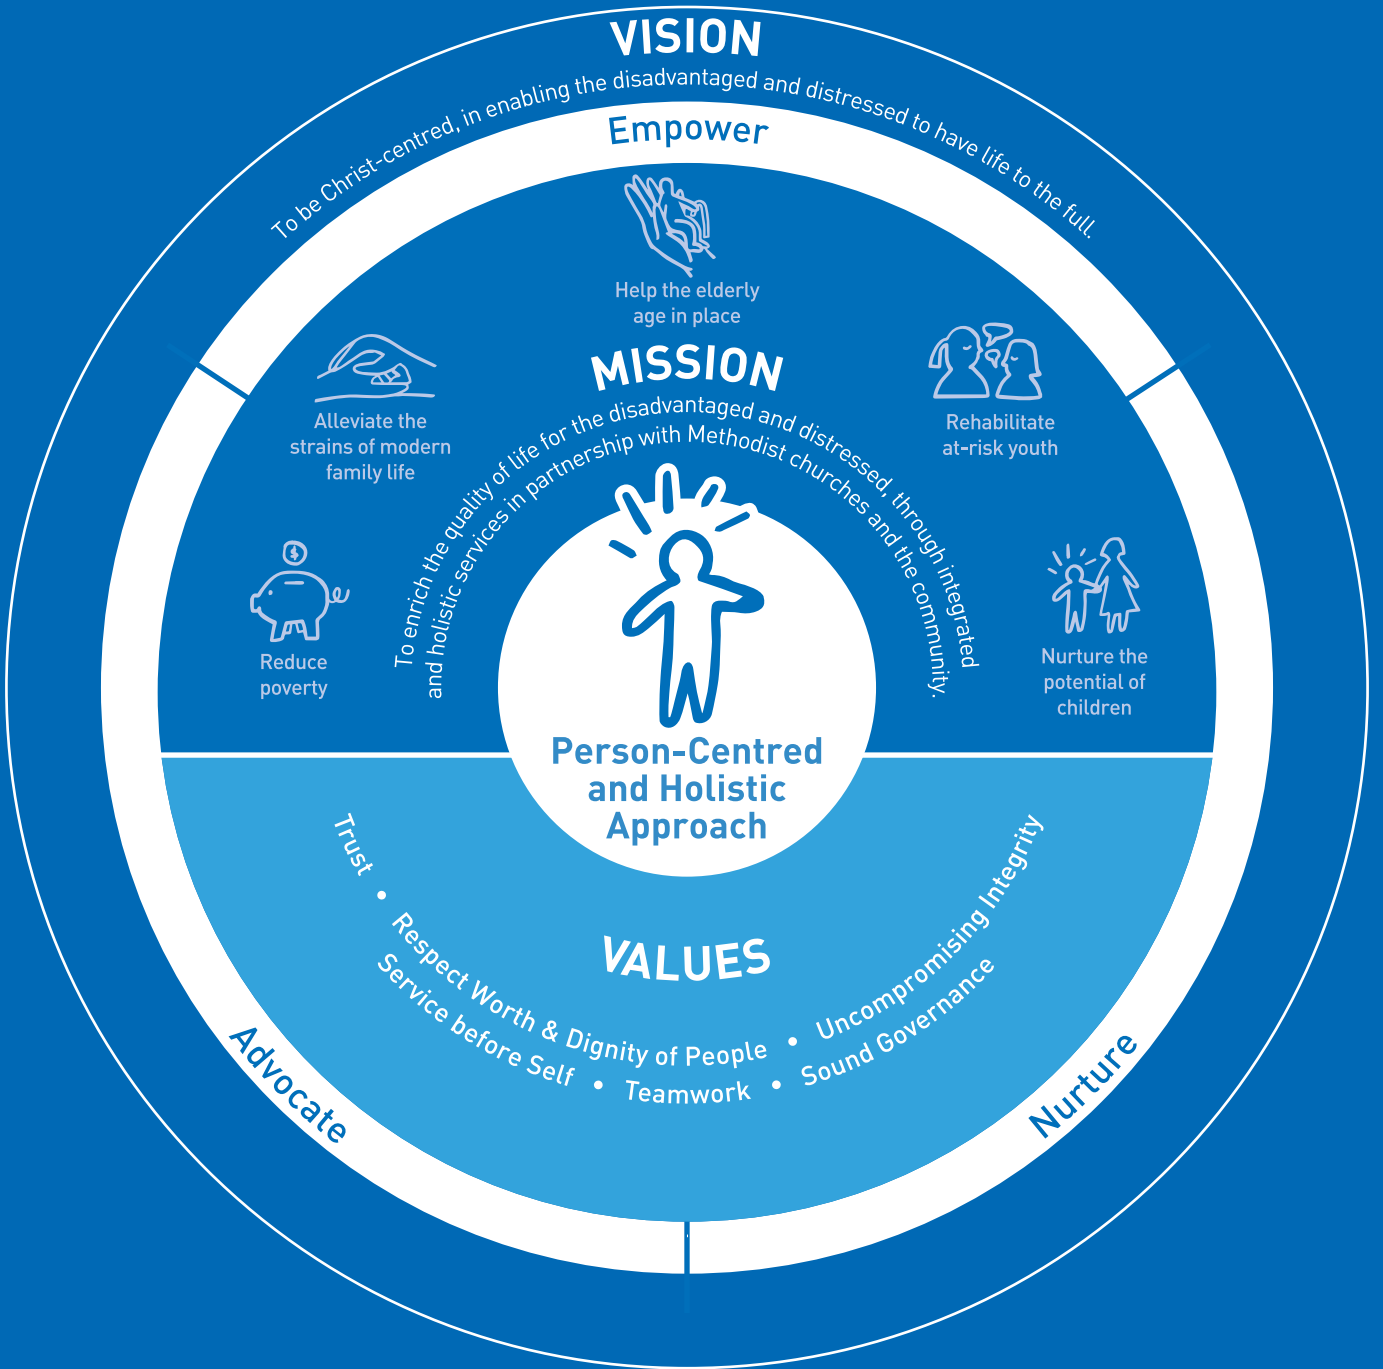 VISION
To be Christ-centred, in enabling the disadvantaged and distressed to have life to the full.
Empower
Help the elderly
age in place
Alleviate the
strains of modern
family life
Rehabilitate
at-risk youth
Reduce
poverty
Nurture the
potential of
children
MISSION
To enrich the quality of life for the disadvantaged and distressed, through integrated
and holistic services in partnership with Methodist churches and the community.
$
Person-Centred
and Holistic
Approach
VALUES
Trust • Respect Worth & Dignity of People • Uncompromising Integrity
Service before Self • Teamwork • Sound Governance
Advocate
Nurture